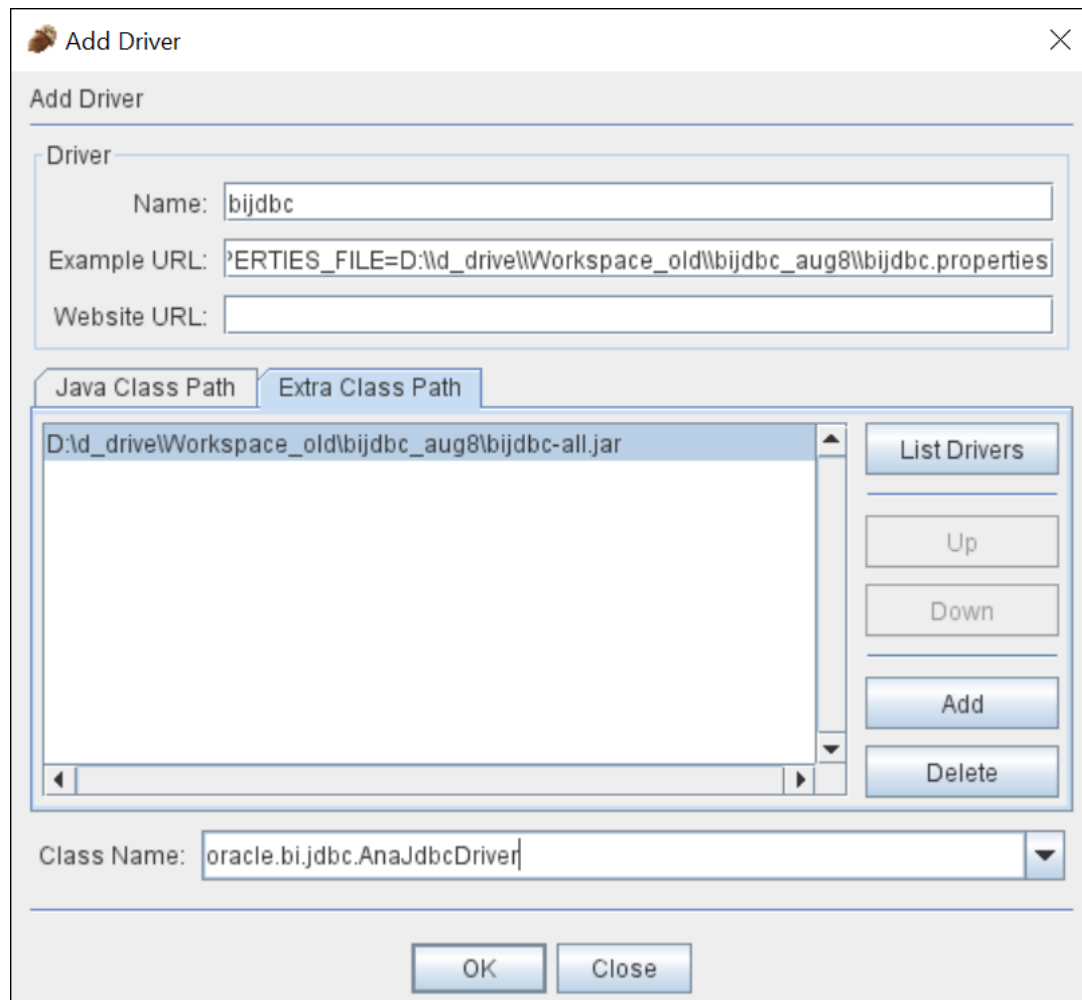 Add Driver
Add Driver
Driver
Name: bijdbc
Example URL: PERTIES_FILE=D:\\d_drive\\Workspace_old\\bijdbc_aug8\\bijdbc.properties
Website URL:
Java Class Path Extra Class Path
D:\d_drive\Workspace_old\bijdbc_aug8\bijdbc-all.jar
List Drivers
Up
Down
Add
Delete
Class Name: oracle.bi.jdbc.AnaJdbcDriver
OK Close